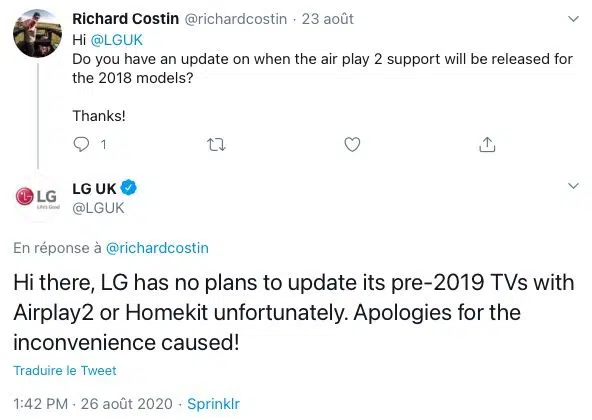 Richard Costin @richardcostin · 23 août
Hi @LGUK
Do you have an update on when the air play 2 support will be released for
the 2018 models?
Thanks!
1
LG
Life's Good
LG UK
@LGUK
En réponse à @richardcostin
Hi there, LG has no plans to update its pre-2019 TVs with
Airplay2 or Homekit unfortunately. Apologies for the
inconvenience caused!
Traduire le Tweet
1:42 PM · 26 août 2020 · Sprinklr